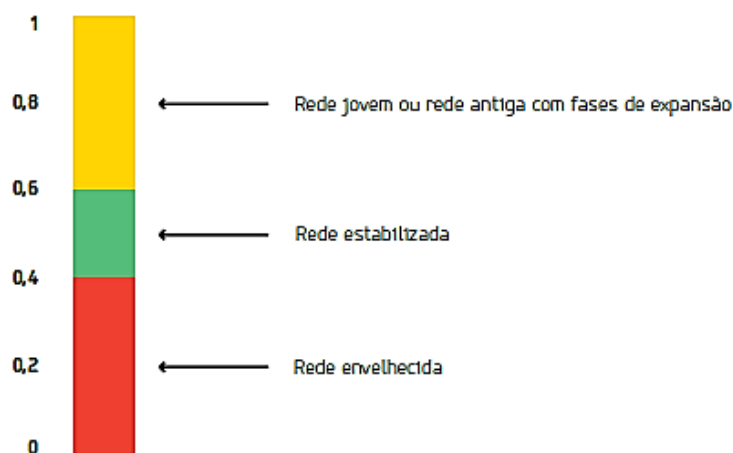 1
0,8
Rede jovem ou rede antiga com fases de expansão
0,6
Rede estabilizada
0,4
0,2
Rede envelhecida
0